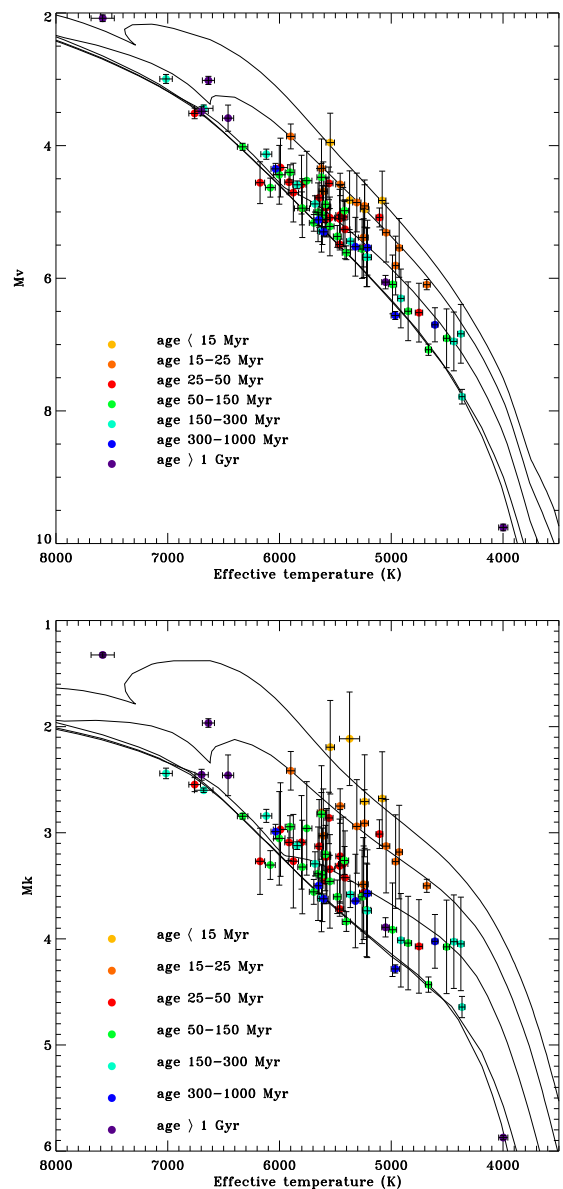 2
4
6
8
10
Mv
age ⟨ 15 Myr
age 15−25 Myr
age 25−50 Myr
age 50−150 Myr
age 150−300 Myr
age 300−1000 Myr
age ⟩ 1 Gyr
8000 7000 6000 5000 4000
Effective temperature (K)
1
2
3
4
5
6
Mk
age ⟨ 15 Myr
age 15−25 Myr
age 25−50 Myr
age 50−150 Myr
age 150−300 Myr
age 300−1000 Myr
age ⟩ 1 Gyr
8000 7000 6000 5000 4000
Effective temperature (K)